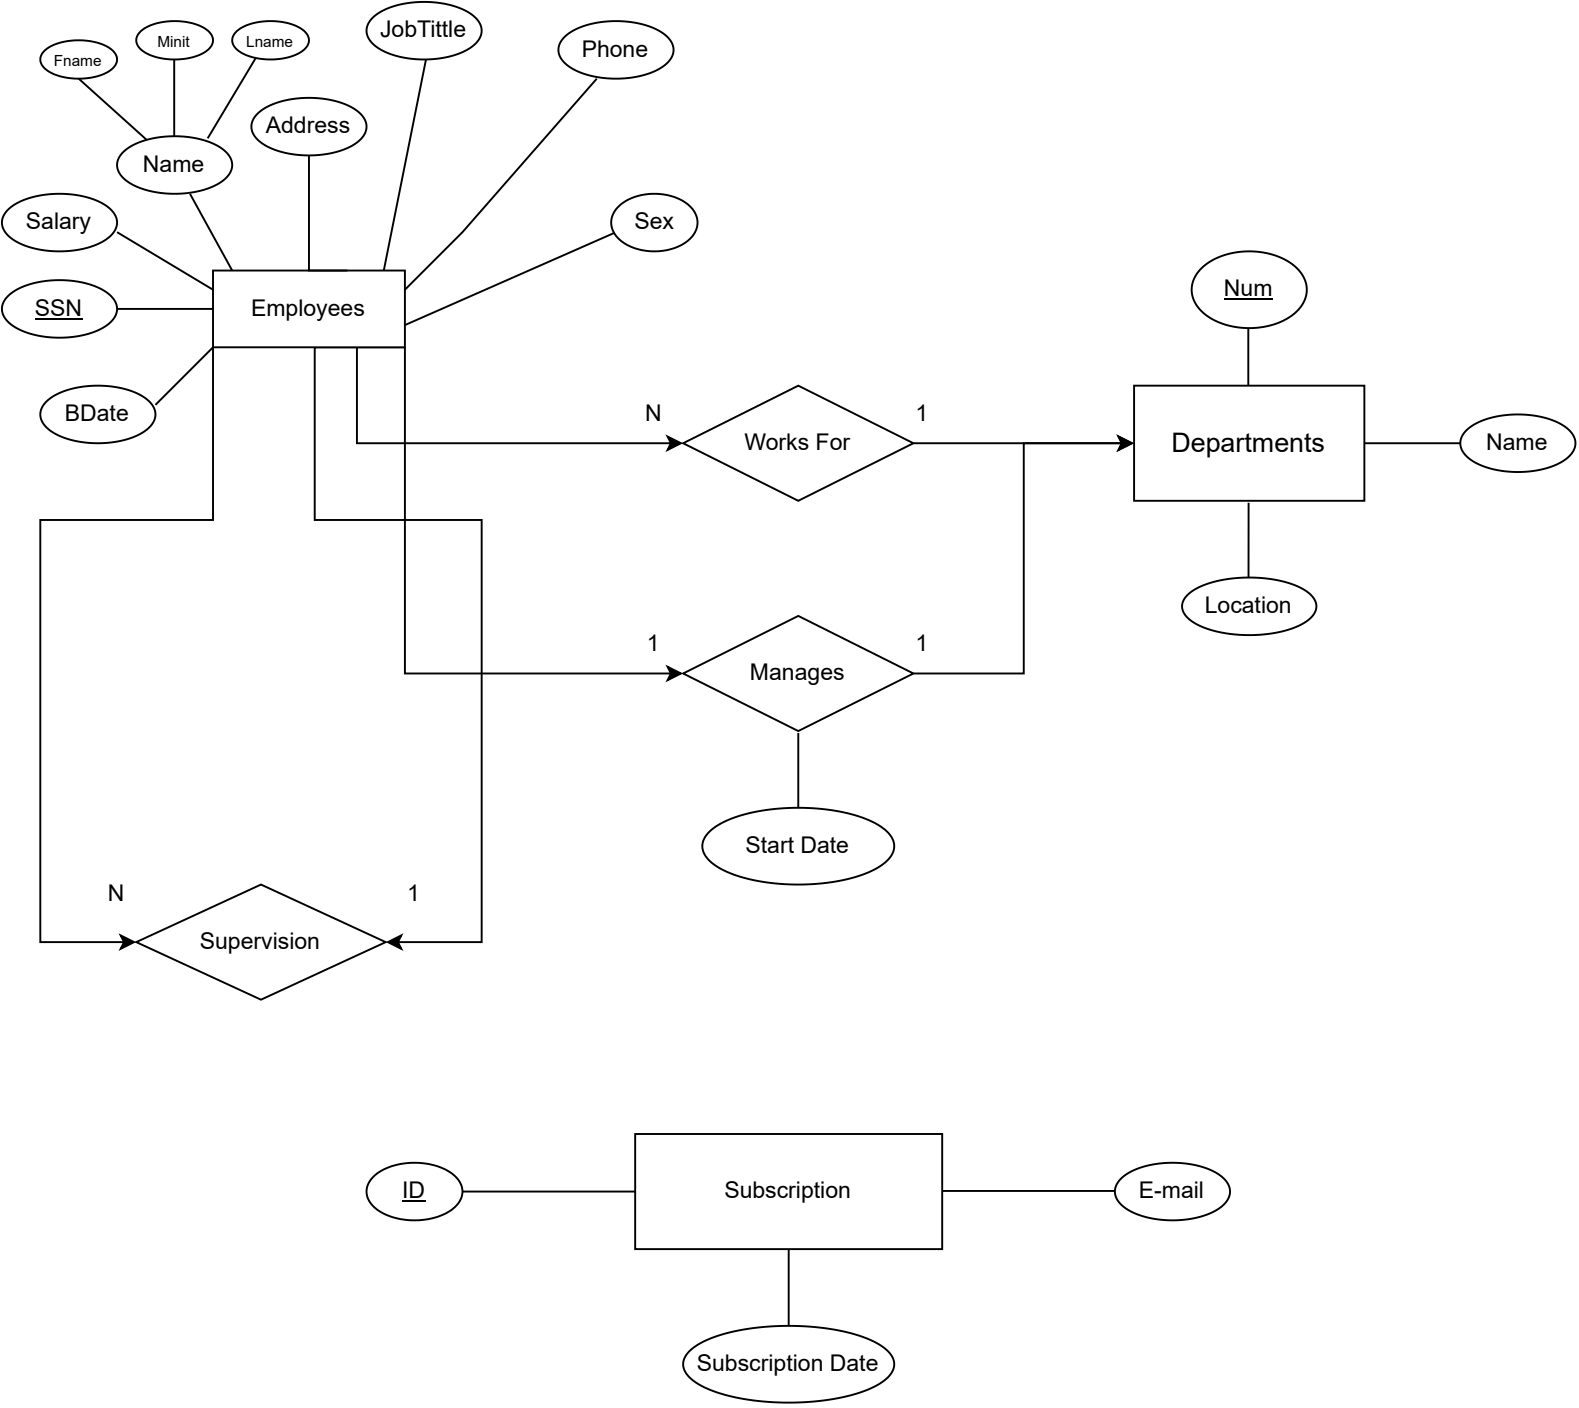 JobTittle
Minit
Lname
Fname
Phone
Address
Name
Salary
Sex
SSN
Employees
BDate
Num
N
Works For
1
Departments
Name
Location
1
Manages
1
Start Date
N
1
Supervision
ID
Subscription
E-mail
Subscription Date